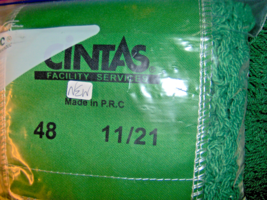 CINTAS
FACILITY SERVICES
NEW
Made in P.R.C
48 11/21